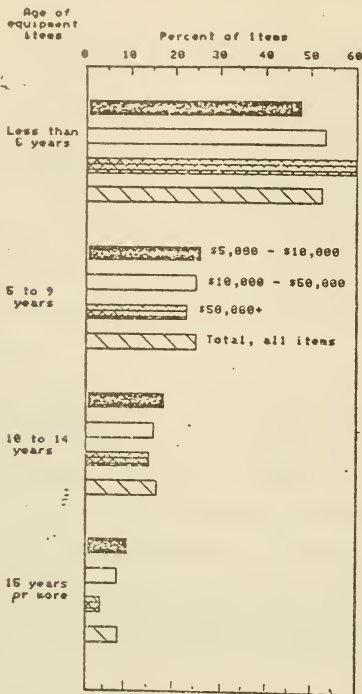 Age of
equipment
items
Percent of Items
0 10 20 30 40 50 60
Less than
5 years
5 to 9
years
$5,000 - $10,000
$10,000 - $50,000
$50,000+
Total, all items
10 to 14
years
15 years
or more